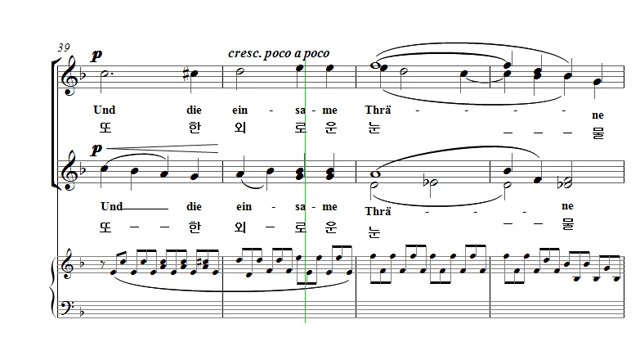 39
p
cresc. poco a poco
Und die ein - sa - me Thrä - - - ne
또 한 외 로 운 눈 — — 물
p
Und die ein - sa - me Thrä - - - ne
또 — — 한 외 — 로 운 눈 — — 물